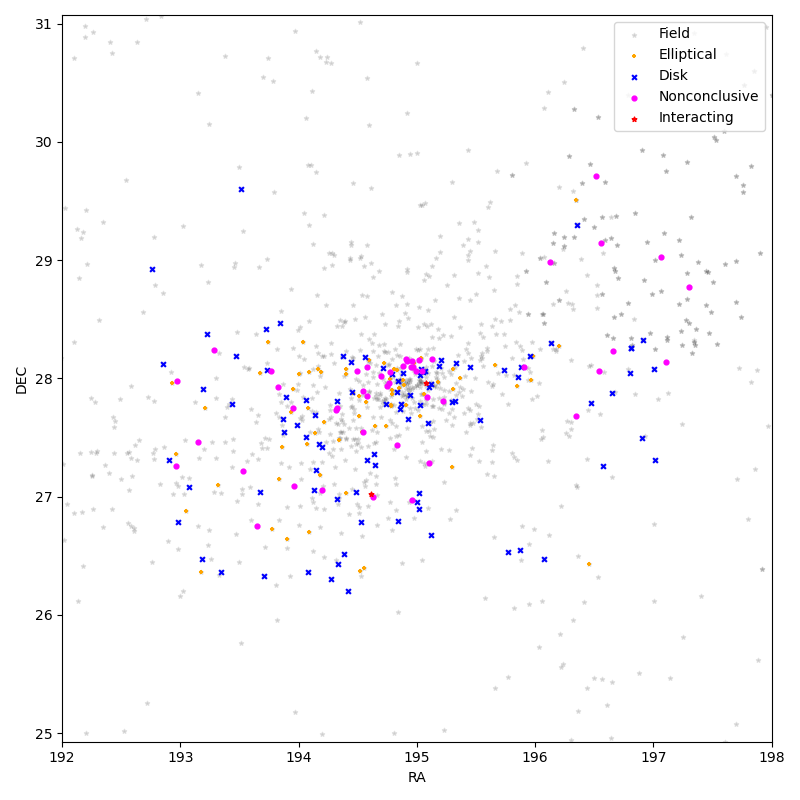 31
30
29
28
27
26
25
DEC
192
193
194
195
196
197
198
RA
Field
Elliptical
Disk
Nonconclusive
Interacting